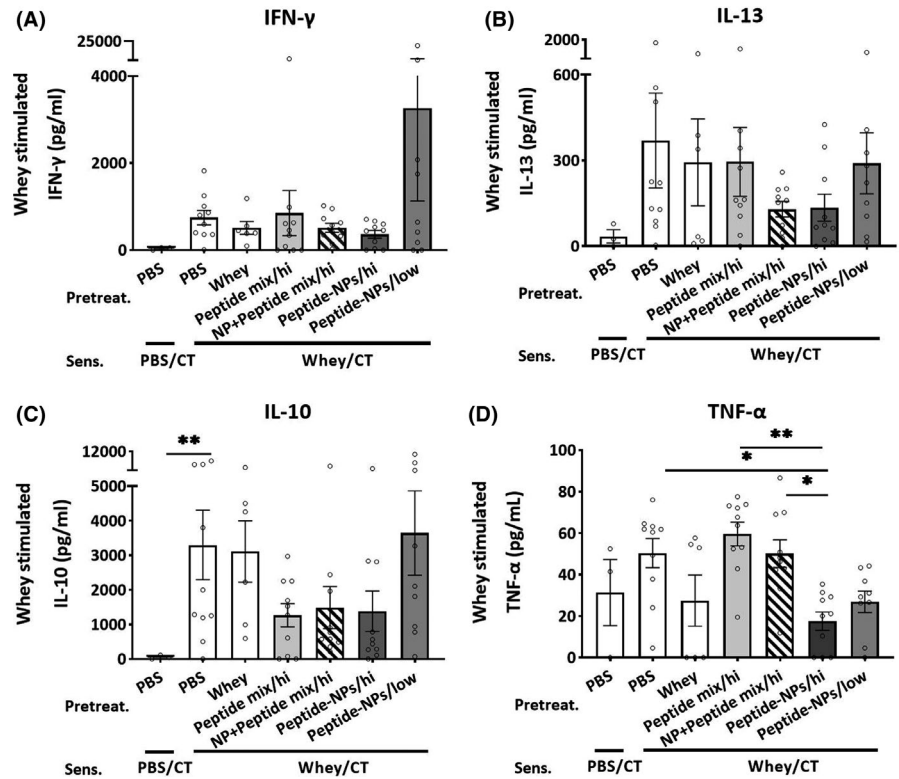 (A)
IFN-γ
Whey stimulated
IFN-γ (pg/ml)
25000
4000
2000
0
Pretreat.
PBS
PBS
Whey
Peptide mix/hi
NP+Peptide mix/hi
Peptide-NPs/hi
Peptide-NPs/low
Sens.
PBS/CT
Whey/CT
(B)
IL-13
Whey stimulated
IL-13 (pg/ml)
2000
600
300
0
Pretreat.
PBS
PBS
Whey
Peptide mix/hi
NP+Peptide mix/hi
Peptide-NPs/hi
Peptide-NPs/low
Sens.
PBS/CT
Whey/CT
(C)
IL-10
Whey stimulated
IL-10 (pg/ml)
12000
5000
4000
3000
2000
1000
0
**
Pretreat.
PBS
PBS
Whey
Peptide mix/hi
NP+Peptide mix/hi
Peptide-NPs/hi
Peptide-NPs/low
Sens.
PBS/CT
Whey/CT
(D)
TNF-α
Whey stimulated
TNF-α (pg/mL)
100
80
60
40
20
0
**
*
*
Pretreat.
PBS
PBS
Whey
Peptide mix/hi
NP+Peptide mix/hi
Peptide-NPs/hi
Peptide-NPs/low
Sens.
PBS/CT
Whey/CT